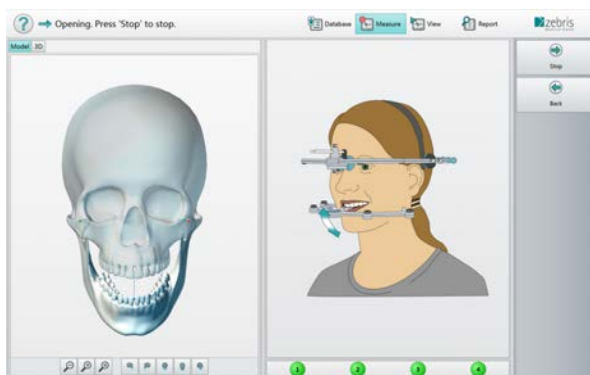 ? Opening. Press 'Stop' to stop.
Database
Measure
View
Report
zebris
Model 3D
Stop
Back
1 2 3 4